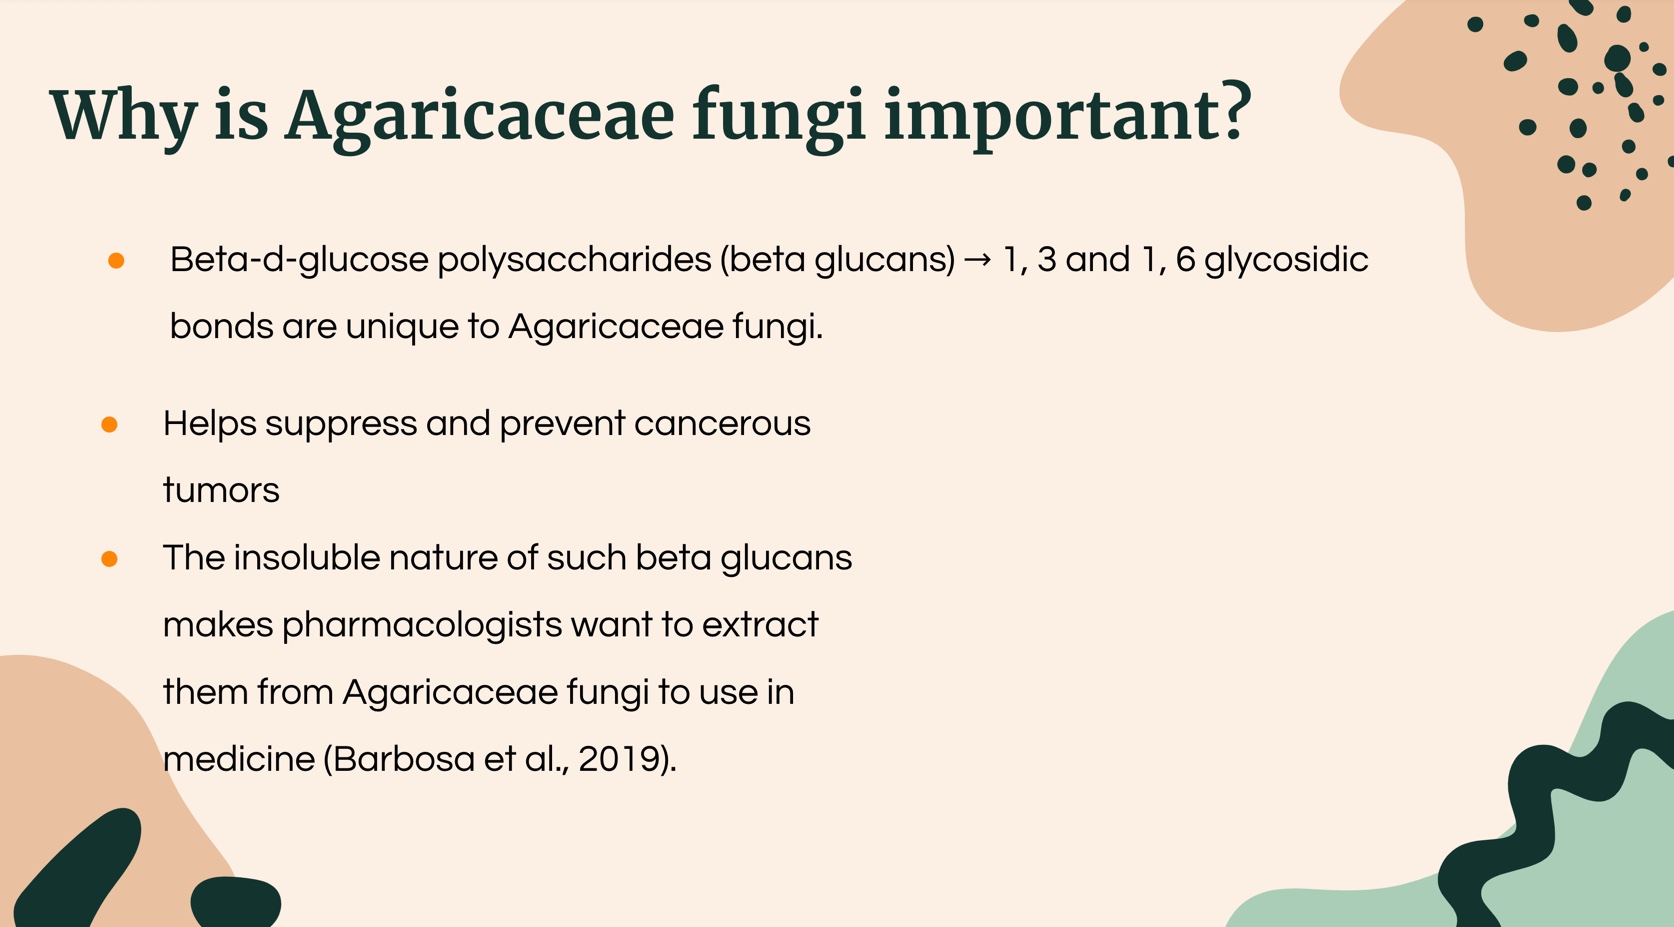 Why is Agaricaceae fungi important?
● Beta-d-glucose polysaccharides (beta glucans) → 1, 3 and 1, 6 glycosidic
bonds are unique to Agaricaceae fungi.
● Helps suppress and prevent cancerous
tumors
● The insoluble nature of such beta glucans
makes pharmacologists want to extract
them from Agaricaceae fungi to use in
medicine (Barbosa et al., 2019).